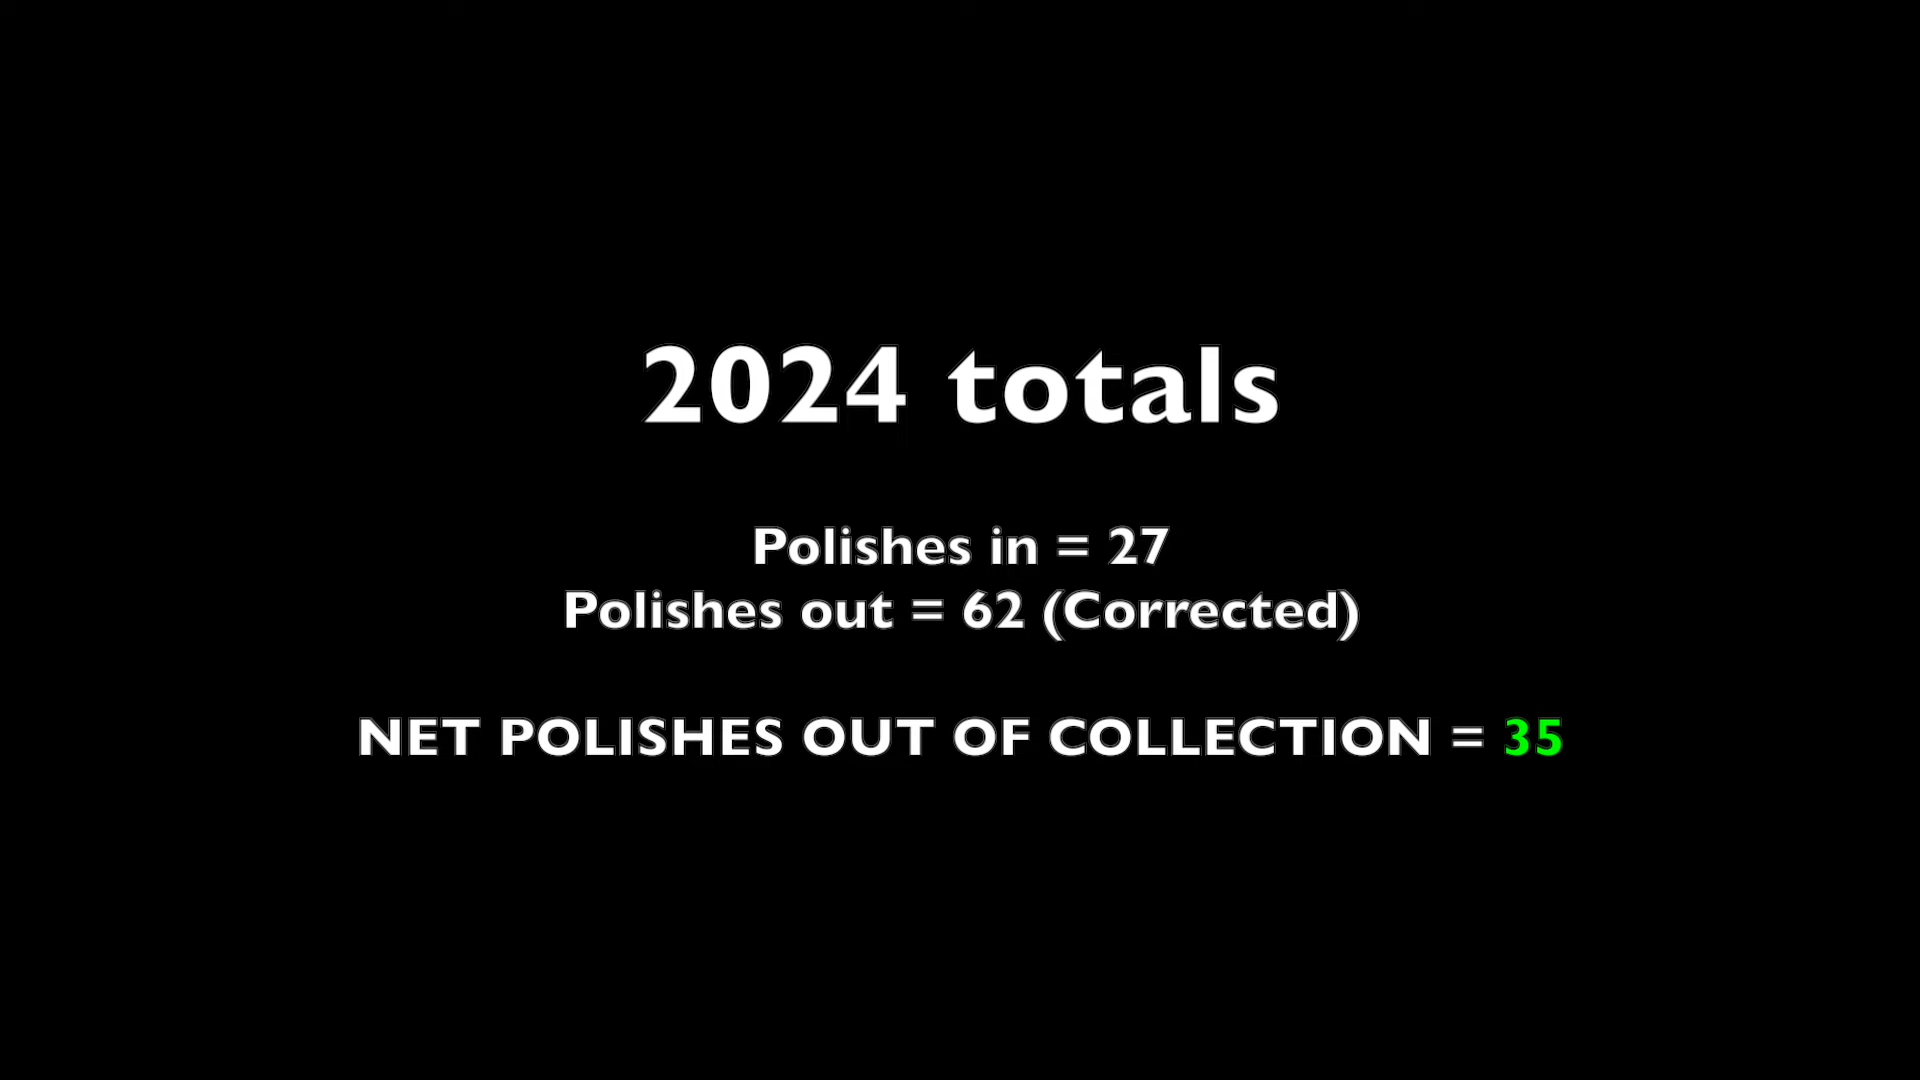 2024 totals
Polishes in = 27
Polishes out = 62 (Corrected)
NET POLISHES OUT OF COLLECTION = 35